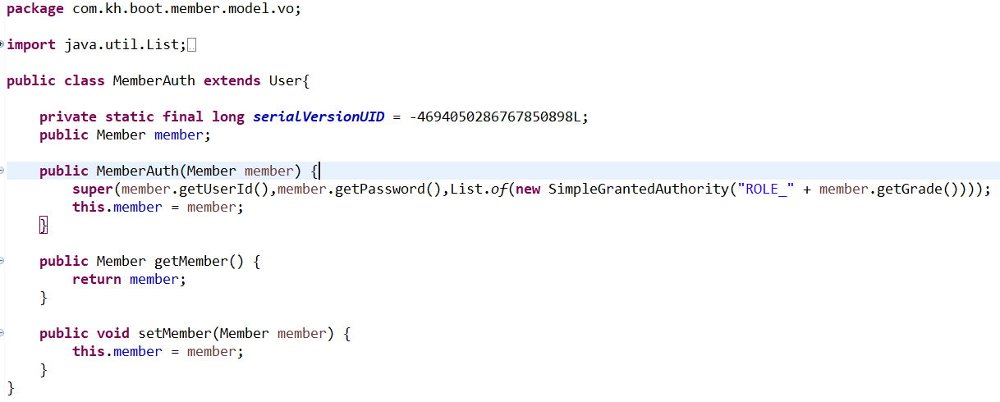 package com.kh.boot.member.model.vo;
import java.util.List;
public class MemberAuth extends User{
private static final long serialVersionUID = -4694050286767850898L;
public Member member;
public MemberAuth(Member member) {
super(member.getUserId(),member.getPassword(),List.of(new SimpleGrantedAuthority("ROLE_" + member.getGrade())));
this.member = member;
}
public Member getMember() {
return member;
}
public void setMember(Member member) {
this.member = member;
}
}